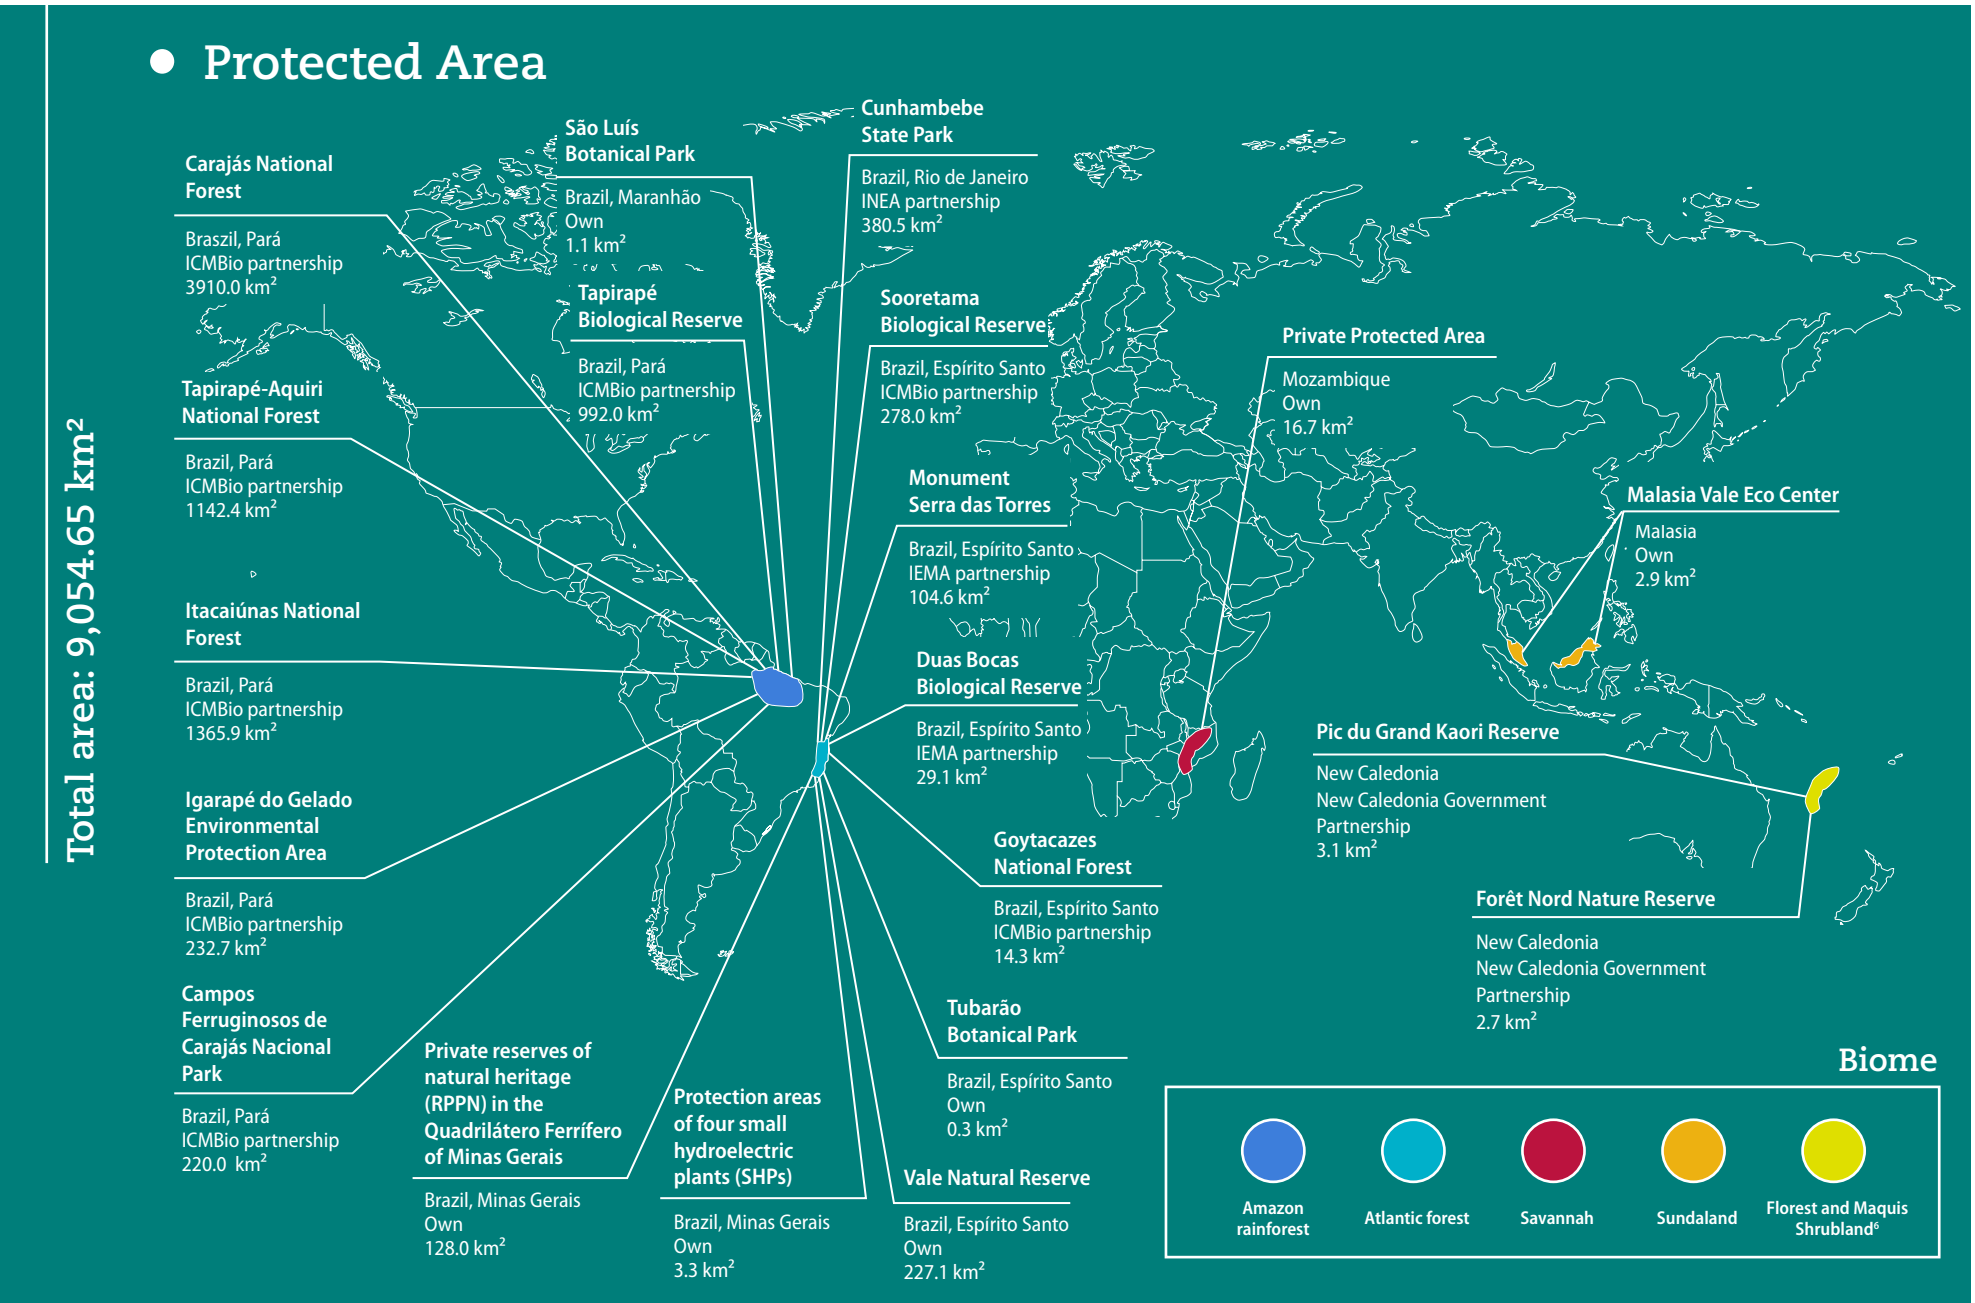 Protected Area
Total area: 9,054.65 km²
Carajás National
Forest
Braszil, Pará
ICMBio partnership
3910.0 km²
São Luís
Botanical Park
Brazil, Maranhão
Own
1.1 km²
Cunhambebe
State Park
Brazil, Rio de Janeiro
INEA partnership
380.5 km²
Tapirapé
Biological Reserve
Brazil, Pará
ICMBio partnership
992.0 km²
Sooretama
Biological Reserve
Brazil, Espírito Santo
ICMBio partnership
278.0 km²
Private Protected Area
Mozambique
Own
16.7 km²
Tapirapé-Aquiri
National Forest
Brazil, Pará
ICMBio partnership
1142.4 km²
Monument
Serra das Torres
Brazil, Espírito Santo
IEMA partnership
104.6 km²
Malasia Vale Eco Center
Malasia
Own
2.9 km²
Itacaiúnas National
Forest
Brazil, Pará
ICMBio partnership
1365.9 km²
Duas Bocas
Biological Reserve
Brazil, Espírito Santo
IEMA partnership
29.1 km²
Pic du Grand Kaori Reserve
New Caledonia
New Caledonia Government
Partnership
3.1 km²
Igarapé do Gelado
Environmental
Protection Area
Brazil, Pará
ICMBio partnership
232.7 km²
Goytacazes
National Forest
Brazil, Espírito Santo
ICMBio partnership
14.3 km²
Forêt Nord Nature Reserve
New Caledonia
New Caledonia Government
Partnership
2.7 km²
Campos
Ferruginosos de
Carajás Nacional
Park
Brazil, Pará
ICMBio partnership
220.0 km²
Private reserves of
natural heritage
(RPPN) in the
Quadrilátero Ferrífero
of Minas Gerais
Brazil, Minas Gerais
Own
128.0 km²
Protection areas
of four small
hydroelectric
plants (SHPs)
Brazil, Minas Gerais
Own
3.3 km²
Tubarão
Botanical Park
Brazil, Espírito Santo
Own
0.3 km²
Vale Natural Reserve
Brazil, Espírito Santo
Own
227.1 km²
Biome
Amazon
rainforest
Atlantic forest
Savannah
Sundaland
Florest and Maquis
Shrubland⁶